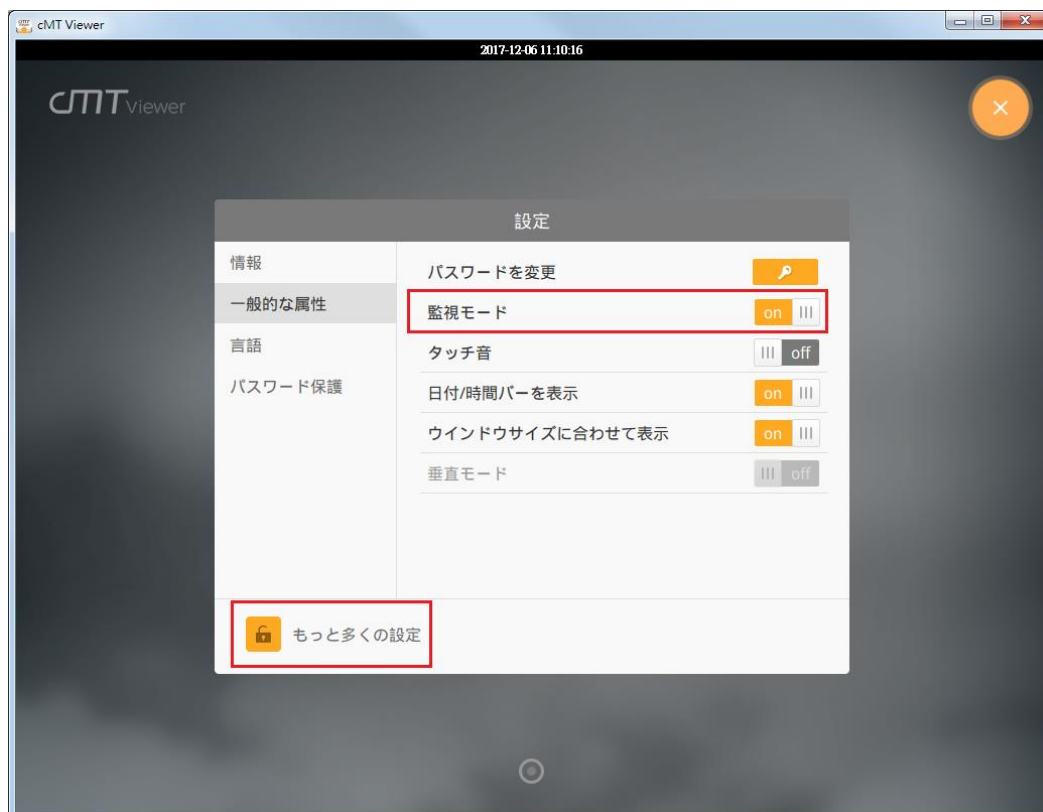 cMT Viewer
2017-12-06 11:10:16
cMT Viewer
設定
情報
一般的な属性
言語
パスワード保護
パスワードを変更
監視モード on
タッチ音 off
日付/時間バーを表示 on
ウインドウサイズに合わせて表示 on
垂直モード off
もっと多くの設定